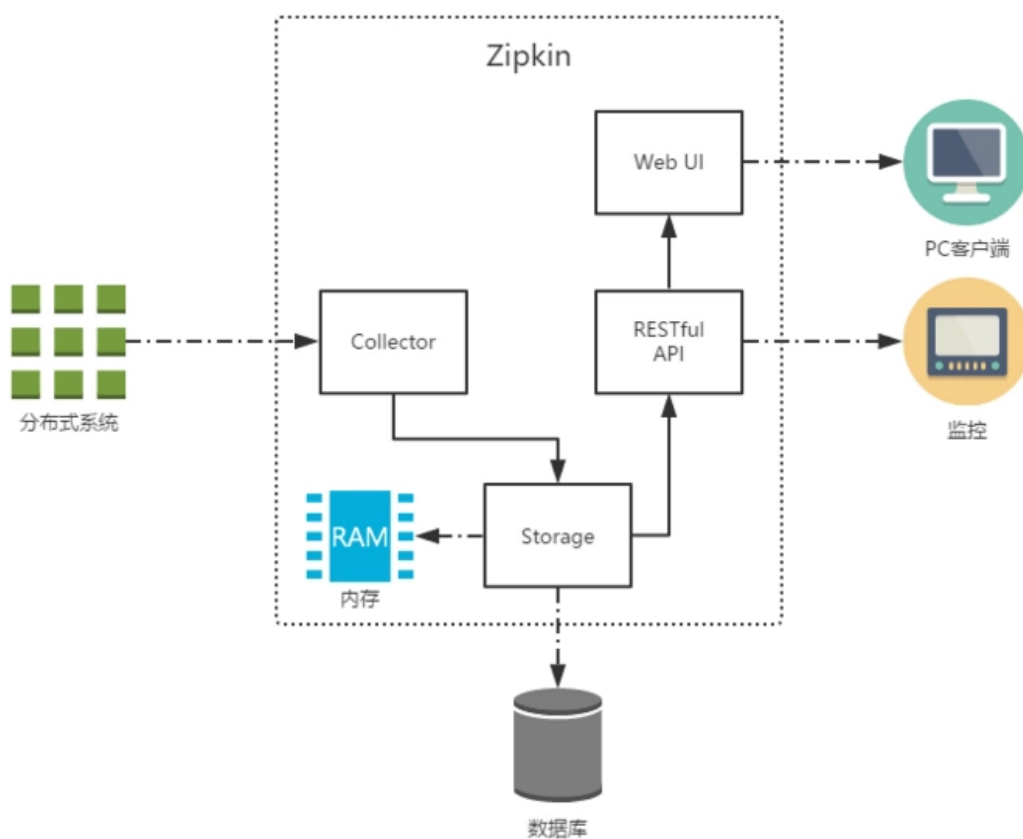 Zipkin
Web UI
PC客户端
Collector
RESTful
API
分布式系统
监控
RAM
内存
Storage
数据库